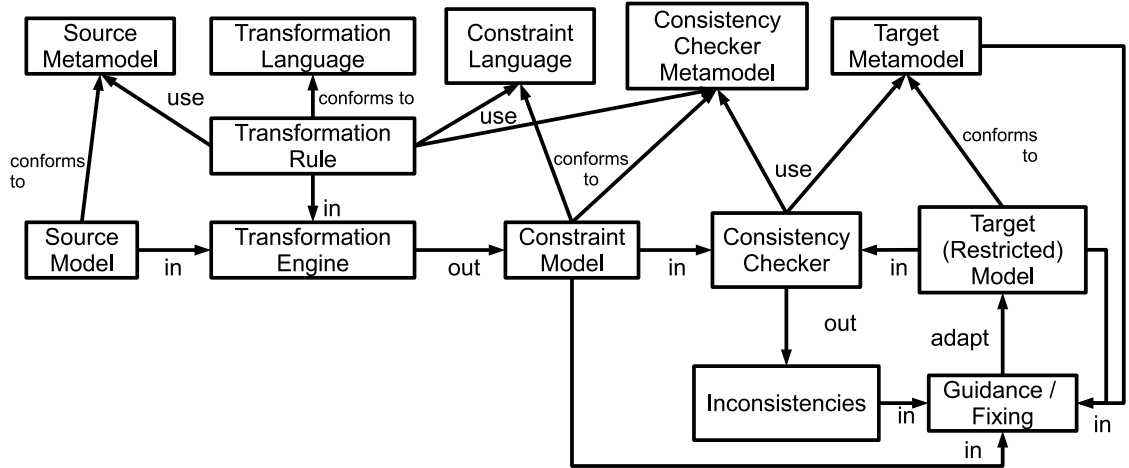 Source
Metamodel
Transformation
Language
Constraint
Language
Consistency
Checker
Metamodel
Target
Metamodel
use
conforms to
use
Transformation
Rule
conforms
to
conforms
to
use
conforms
to
in
Source
Model
in
Transformation
Engine
out
Constraint
Model
in
Consistency
Checker
in
Target
(Restricted)
Model
out
adapt
Inconsistencies
in
Guidance /
Fixing
in
in